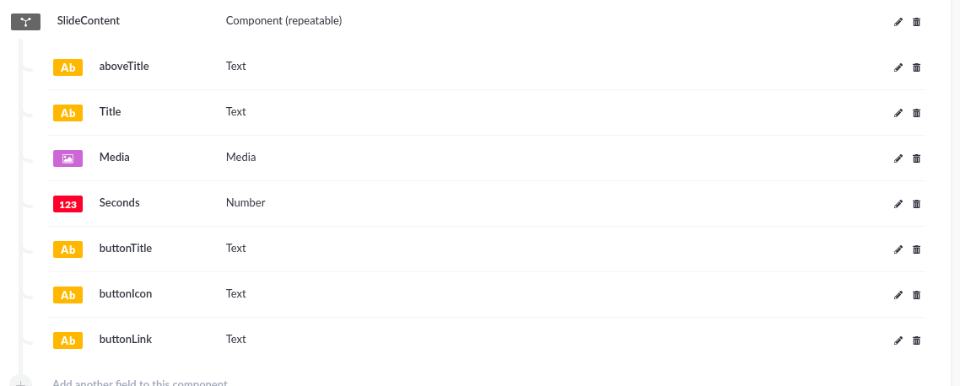 SlideContent Component (repeatable)
Ab aboveTitle Text
Ab Title Text
Media Media
123 Seconds Number
Ab buttonTitle Text
Ab buttonIcon Text
Ab buttonLink Text
Add another field to this component